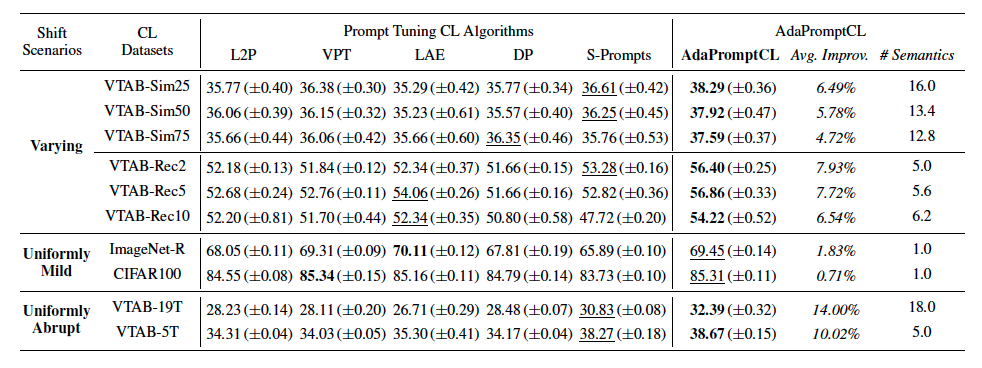 Shift Scenarios CL Datasets Prompt Tuning CL Algorithms AdaPromptCL
L2P VPT LAE DP S-Prompts AdaPromptCL Avg. Improv. # Semantics
Varying
VTAB-Sim25 35.77 (±0.40) 36.38 (±0.30) 35.29 (±0.42) 35.77 (±0.34) 36.61 (±0.42) 38.29 (±0.36) 6.49% 16.0
VTAB-Sim50 36.06 (±0.39) 36.15 (±0.32) 35.23 (±0.61) 35.57 (±0.40) 36.25 (±0.45) 37.92 (±0.47) 5.78% 13.4
VTAB-Sim75 35.66 (±0.44) 36.06 (±0.42) 35.66 (±0.60) 36.35 (±0.46) 35.76 (±0.53) 37.59 (±0.37) 4.72% 12.8
VTAB-Rec2 52.18 (±0.13) 51.84 (±0.12) 52.34 (±0.37) 51.66 (±0.15) 53.28 (±0.16) 56.40 (±0.25) 7.93% 5.0
VTAB-Rec5 52.68 (±0.24) 52.76 (±0.11) 54.06 (±0.26) 51.66 (±0.16) 52.82 (±0.36) 56.86 (±0.33) 7.72% 5.6
VTAB-Rec10 52.20 (±0.81) 51.70 (±0.44) 52.34 (±0.35) 50.80 (±0.58) 47.72 (±0.20) 54.22 (±0.52) 6.54% 6.2
Uniformly Mild
ImageNet-R 68.05 (±0.11) 69.31 (±0.09) 70.11 (±0.12) 67.81 (±0.19) 65.89 (±0.10) 69.45 (±0.14) 1.83% 1.0
CIFAR100 84.55 (±0.08) 85.34 (±0.15) 85.16 (±0.11) 84.79 (±0.14) 83.73 (±0.10) 85.31 (±0.11) 0.71% 1.0
Uniformly Abrupt
VTAB-19T 28.23 (±0.14) 28.11 (±0.20) 26.71 (±0.29) 28.48 (±0.07) 30.83 (±0.08) 32.39 (±0.32) 14.00% 18.0
VTAB-5T 34.31 (±0.04) 34.03 (±0.05) 35.30 (±0.41) 34.17 (±0.04) 38.27 (±0.18) 38.67 (±0.15) 10.02% 5.0